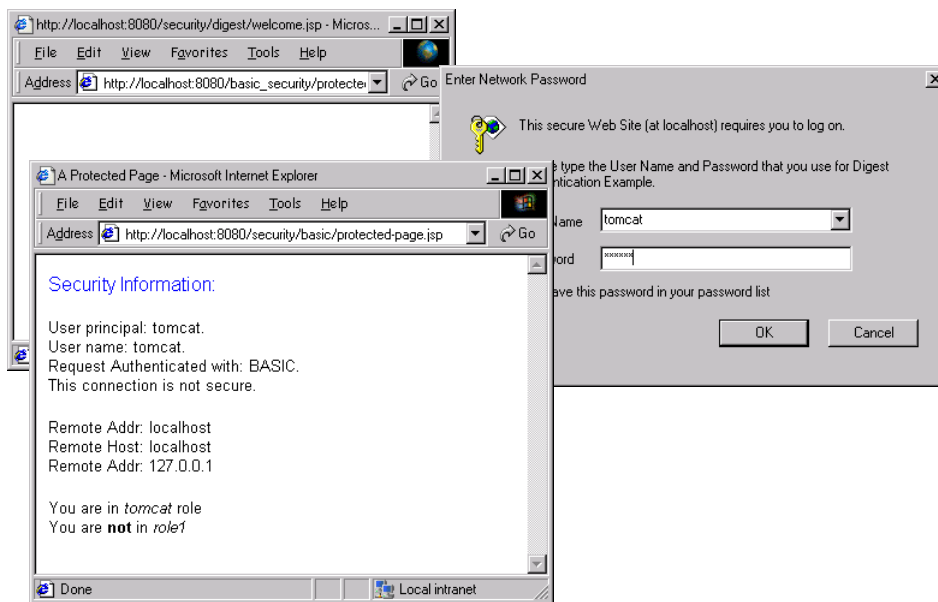 http://localhost:8080/security/digest/welcome.jsp - Micros...
File Edit View Favorites Tools Help
Address http://localhost:8080/basic_security/protecte Go
Enter Network Password
This secure Web Site (at localhost) requires you to log on.
type the User Name and Password that you use for Digest
Example.
Name tomcat
xxxxxx
this password in your password list
OK Cancel
A Protected Page - Microsoft Internet Explorer
File Edit View Favorites Tools Help
Address http://localhost:8080/security/basic/protected-page.jsp Go
Security Information:
User principal: tomcat.
User name: tomcat.
Request Authenticated with: BASIC.
This connection is not secure.
Remote Addr: localhost
Remote Host: localhost
Remote Addr: 127.0.0.1
You are in tomcat role
You are not in role1
Done Local intranet